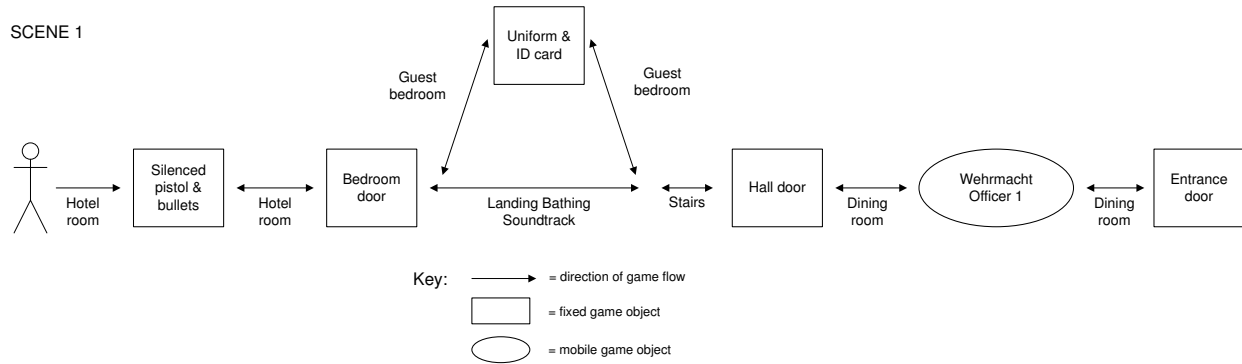 SCENE 1
Uniform &
ID card
Guest
bedroom
Guest
bedroom
Silenced
pistol &
bullets
Bedroom
door
Hall door
Wehrmacht
Officer 1
Entrance
door
Hotel
room
Hotel
room
Landing Bathing
Soundtrack
Stairs
Dining
room
Dining
room
Key:
= direction of game flow
= fixed game object
= mobile game object